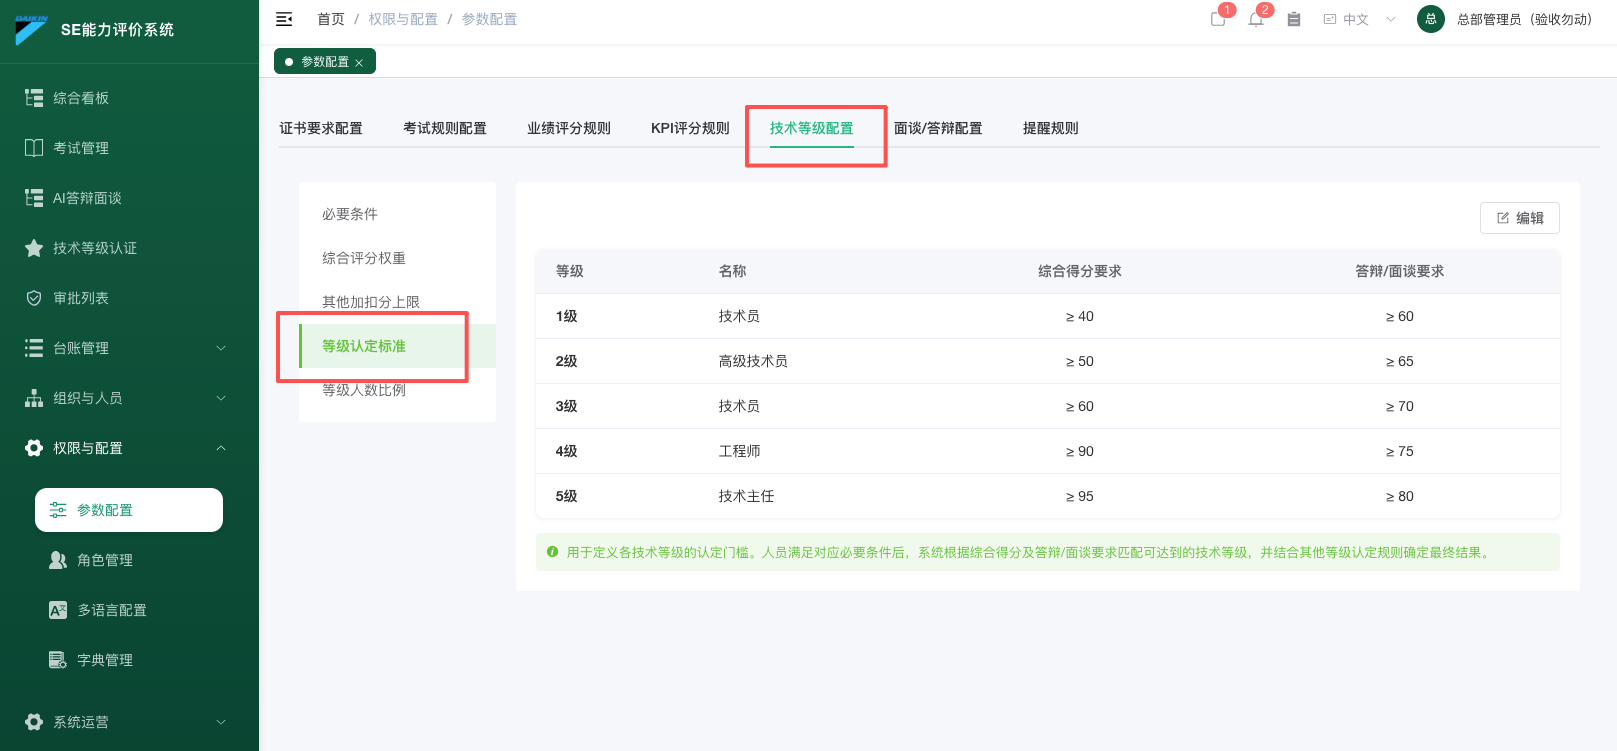 DAIKIN
SE能力评价系统
首页 / 权限与配置 / 参数配置
1
2
中文
总
总部管理员（验收勿动）
参数配置 ×
综合看板
考试管理
AI答辩面谈
技术等级认证
审批列表
台账管理
组织与人员
权限与配置
参数配置
角色管理
多语言配置
字典管理
系统运营
证书要求配置 考试规则配置 业绩评分规则 KPI评分规则 技术等级配置 面谈/答辩配置 提醒规则
必要条件
综合评分权重
其他加扣分上限
等级认定标准
等级人数比例
编辑
等级 名称 综合得分要求 答辩/面谈要求
1级 技术员 ≥ 40 ≥ 60
2级 高级技术员 ≥ 50 ≥ 65
3级 技术员 ≥ 60 ≥ 70
4级 工程师 ≥ 90 ≥ 75
5级 技术主任 ≥ 95 ≥ 80
用于定义各技术等级的认定门槛。人员满足对应必要条件后，系统根据综合得分及答辩/面谈要求匹配可达到的技术等级，并结合其他等级认定规则确定最终结果。